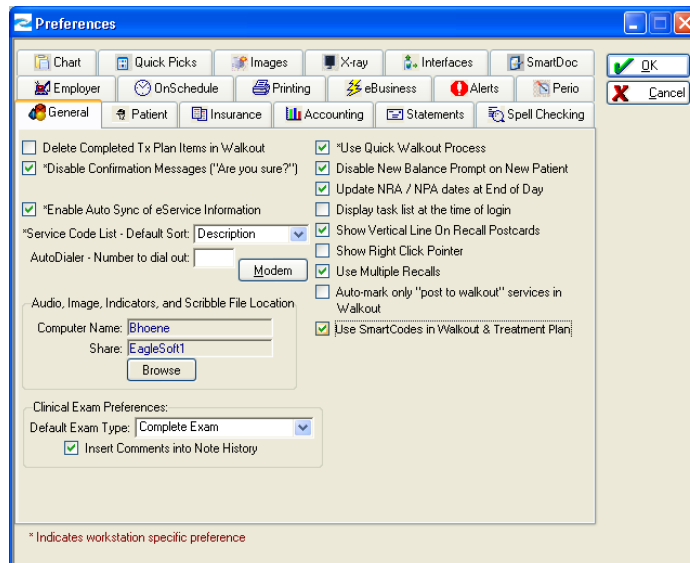 Preferences
Chart Quick Picks Images X-ray Interfaces SmartDoc
OK
Employer OnSchedule Printing eBusiness Alerts Perio
Cancel
General Patient Insurance Accounting Statements Spell Checking
Delete Completed Tx Plan Items in Walkout
*Disable Confirmation Messages ("Are you sure?")
*Enable Auto Sync of eService Information
*Service Code List - Default Sort: Description
AutoDialer - Number to dial out:
Modem
Audio, Image, Indicators, and Scribble File Location
Computer Name: Bhoene
Share: EagleSoft1
Browse
Clinical Exam Preferences:
Default Exam Type: Complete Exam
Insert Comments into Note History
*Use Quick Walkout Process
Disable New Balance Prompt on New Patient
Update NRA / NPA dates at End of Day
Display task list at the time of login
Show Vertical Line On Recall Postcards
Show Right Click Pointer
Use Multiple Recalls
Auto-mark only "post to walkout" services in
Walkout
Use SmartCodes in Walkout & Treatment Plan
* Indicates workstation specific preference